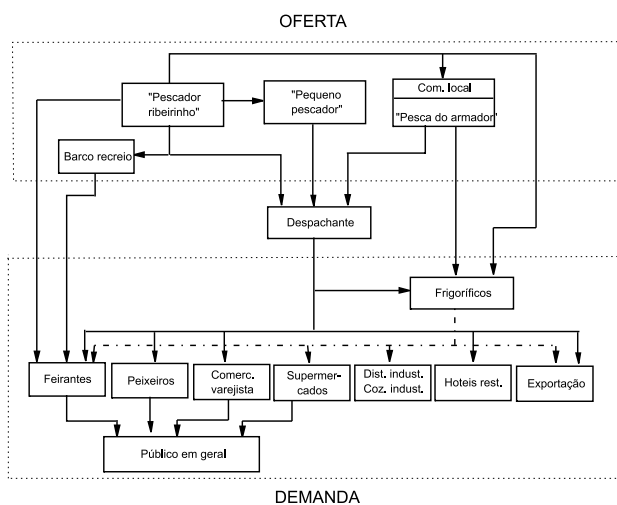 OFERTA
"Pescador
ribeirinho"
"Pequeno
pescador"
Com. local
"Pesca do armador"
Barco recreio
Despachante
Frigoríficos
Feirantes
Peixeiros
Comerc.
varejista
Supermer-
cados
Dist. indust.
Coz. indust.
Hoteis rest.
Exportação
Público em geral
DEMANDA